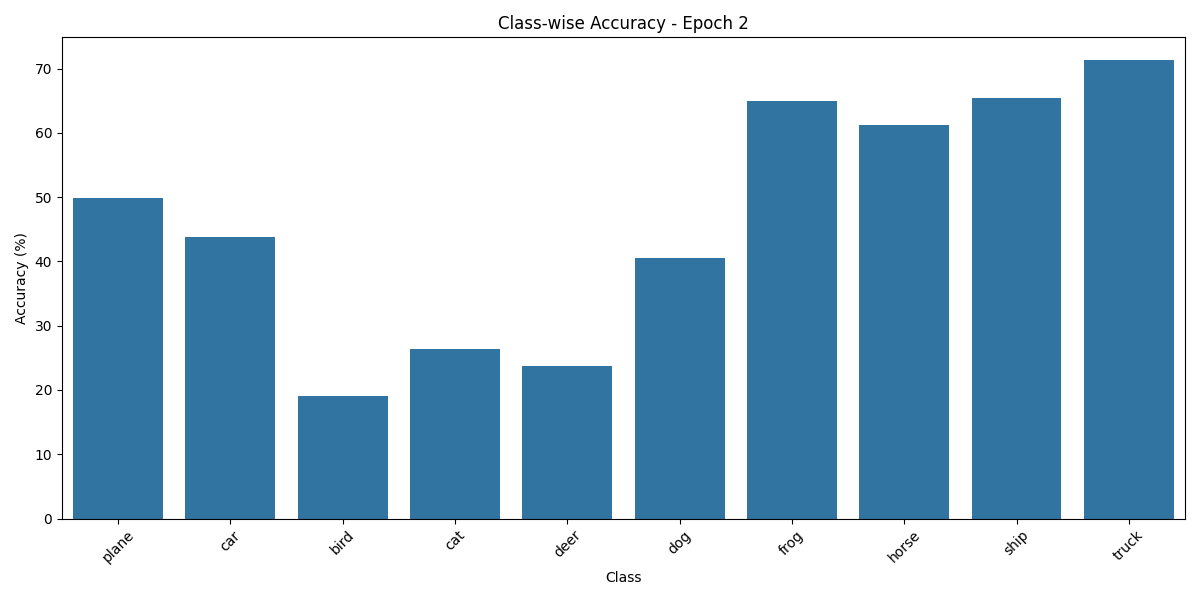 Class-wise Accuracy - Epoch 2
Accuracy (%)
70
60
50
40
30
20
10
0
plane
car
bird
cat
deer
dog
frog
horse
ship
truck
Class